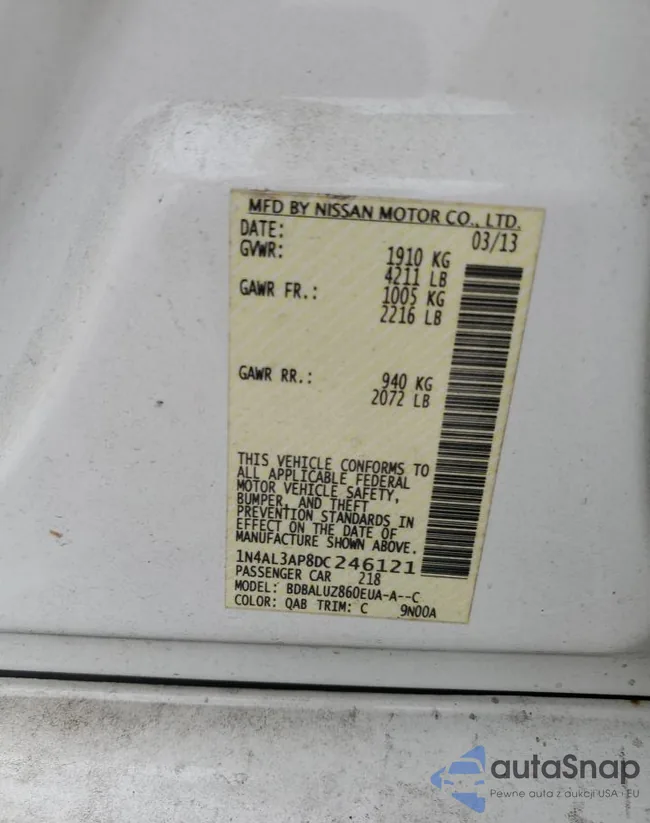 MFD BY NISSAN MOTOR CO., LTD.
DATE: 03/13
GVWR: 1910 KG
4211 LB
GAWR FR.: 1005 KG
2216 LB
GAWR RR.: 940 KG
2072 LB
THIS VEHICLE CONFORMS TO
ALL APPLICABLE FEDERAL
MOTOR VEHICLE SAFETY,
BUMPER, AND THEFT
PREVENTION STANDARDS IN
EFFECT ON THE DATE OF
MANUFACTURE SHOWN ABOVE.
1N4AL3AP8DC246121
PASSENGER CAR 218
MODEL: BDBALUZ860EUA-A--C
COLOR: QAB TRIM: C 9N00A
autaSnap
Pewne auta z aukcji USA i EU